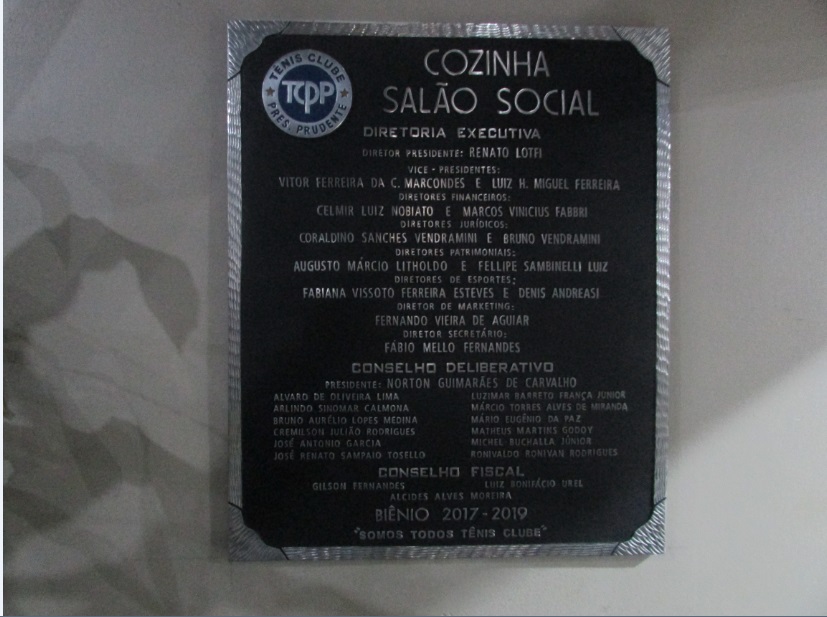 TÊNIS CLUBE
TCPP
PRES. PRUDENTE
COZINHA
SALÃO SOCIAL
DIRETORIA EXECUTIVA
DIRETOR PRESIDENTE: RENATO LOTFI
VICE - PRESIDENTES:
VITOR FERREIRA DA C. MARCONDES E LUIZ H. MIGUEL FERREIRA
DIRETORES FINANCEIROS:
CELMIR LUIZ NOBIATO E MARCOS VINICIUS FABBRI
DIRETORES JURÍDICOS:
CORALDINO SANCHES VENDRAMINI E BRUNO VENDRAMINI
DIRETORES PATRIMONIAIS:
AUGUSTO MÁRCIO LITHOLDO E FELLIPE SAMBINELLI LUIZ
DIRETORES DE ESPORTES;
FABIANA VISSOTO FERREIRA ESTEVES E DENIS ANDREASI
DIRETOR DE MARKETING:
FERNANDO VIEIRA DE AGUIAR
DIRETOR SECRETÁRIO:
FÁBIO MELLO FERNANDES
CONSELHO DELIBERATIVO
PRESIDENTE: NORTON GUIMARÃES DE CARVALHO
ALVARO DE OLIVEIRA LIMA LUZIMAR BARRETO FRANÇA JUNIOR
ARLINDO SINOMAR CALMONA MÁRCIO TORRES ALVES DE MIRANDA
BRUNO AURÉLIO LOPES MEDINA MÁRIO EUGÊNIO DA PAZ
CREMILSON JULIÃO RODRIGUES MATHEUS MARTINS GODOY
JOSÉ ANTONIO GARCIA MICHEL BUCHALLA JÚNIOR
JOSÉ RENATO SAMPAIO TOSELLO RONIVALDO RONIVAN RODRIGUES
CONSELHO FISCAL
GILSON FERNANDES LUIZ BONIFÁCIO UREL
ALCIDES ALVES MOREIRA
BIÊNIO 2017 - 2019
"SOMOS TODOS TÊNIS CLUBE"